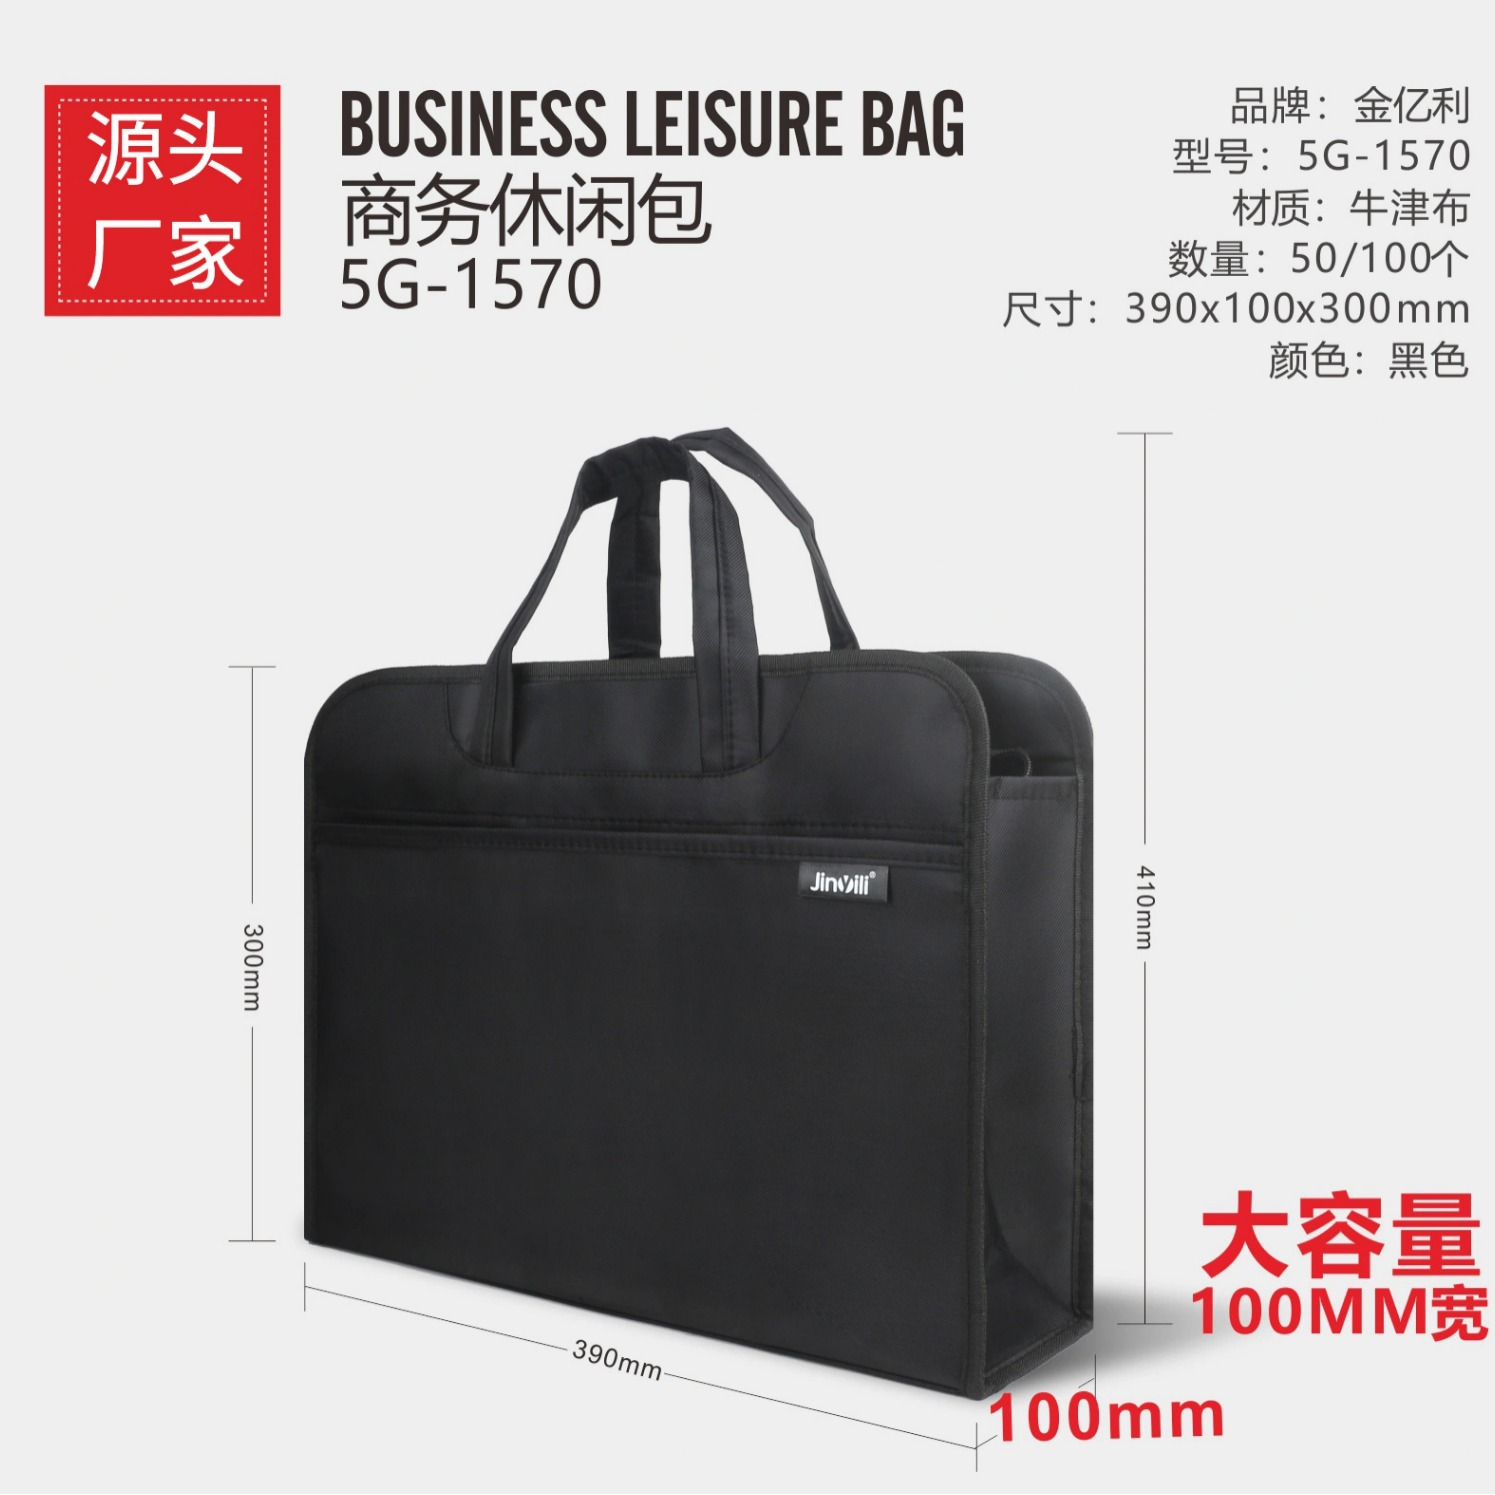 源头
厂家
BUSINESS LEISURE BAG
商务休闲包
5G-1570
品牌：金亿利
型号：5G-1570
材质：牛津布
数量：50/100个
尺寸：390x100x300mm
颜色：黑色
JinYili®
300mm
410mm
390mm
100mm
大容量
100MM宽